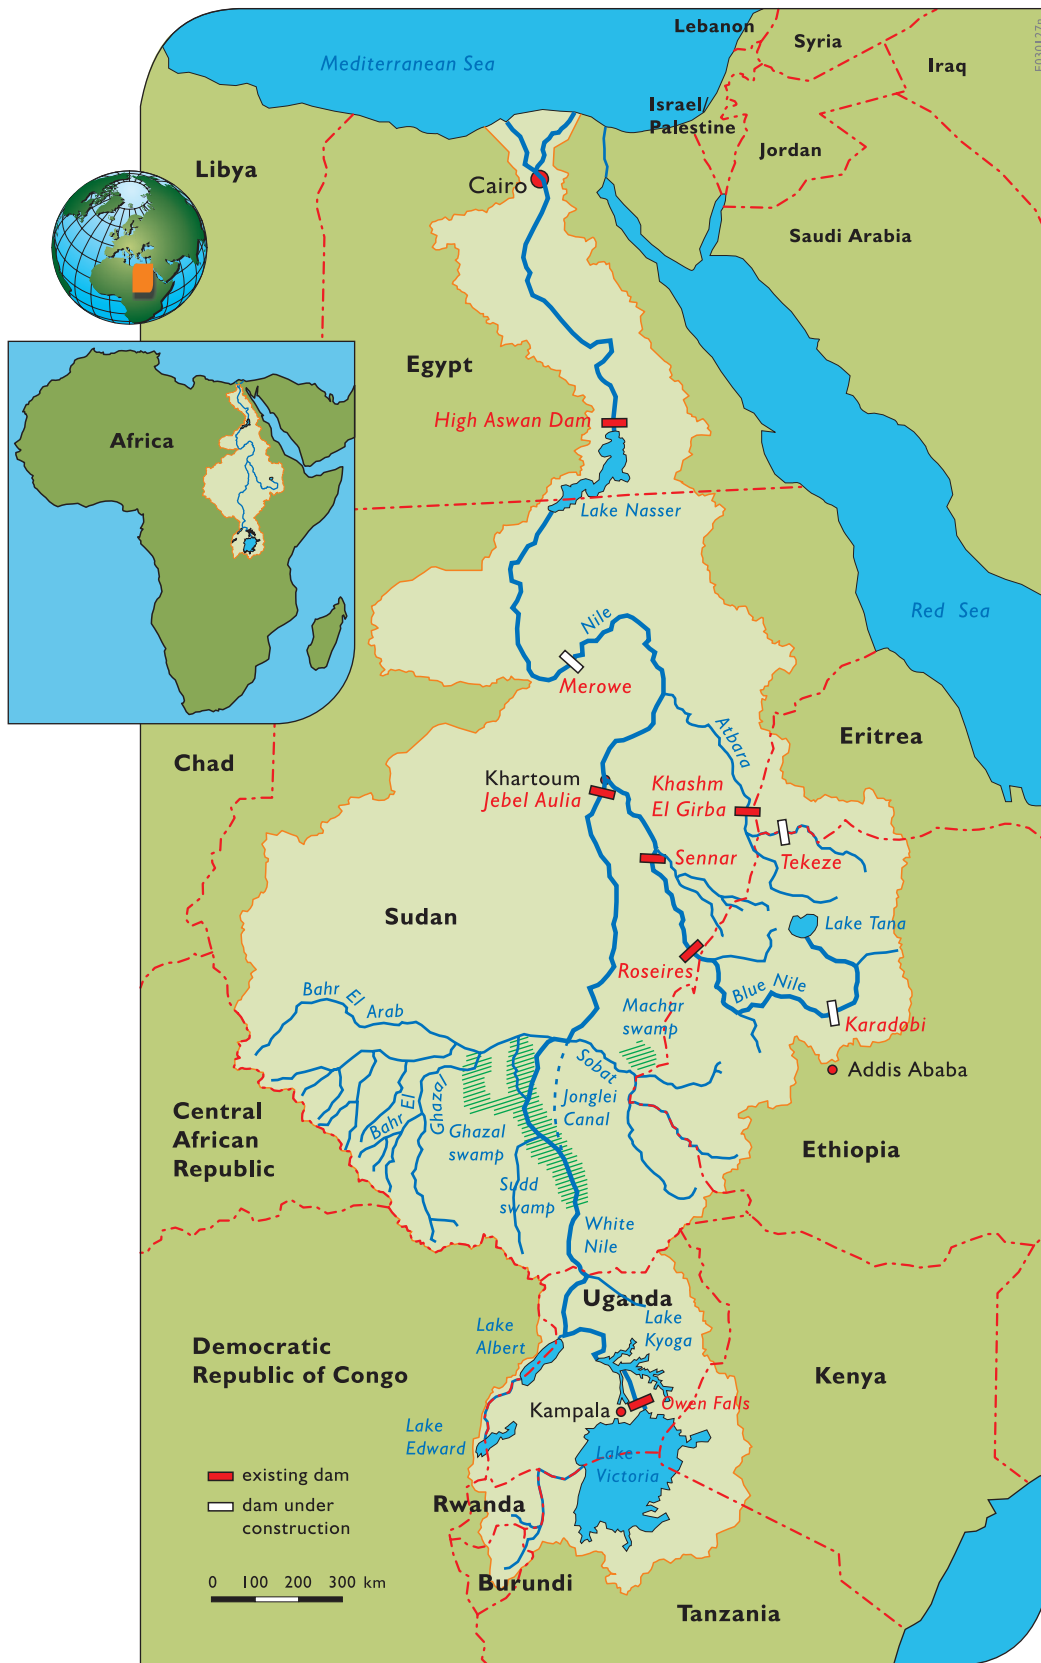 Lebanon
Syria
Iraq
Mediterranean Sea
Israel/
Palestine
Jordan
Libya
Cairo
Saudi Arabia
Egypt
High Aswan Dam
Africa
Lake Nasser
Red Sea
Nile
Merowe
Atbara
Eritrea
Chad
Khartoum
Jebel Aulia
Khashm
El Girba
Sennar
Tekeze
Sudan
Lake Tana
Roseires
Blue Nile
Bahr El Arab
Machar
swamp
Karadobi
Sobat
Addis Ababa
Jonglei
Canal
Central
African
Republic
Bahr El
Ghazal
Ghazal
swamp
Ethiopia
Sudd
swamp
White
Nile
Uganda
Lake
Albert
Lake
Kyoga
Democratic
Republic of Congo
Kenya
Kampala
Owen Falls
Lake
Edward
Lake
Victoria
existing dam
dam under
construction
Rwanda
0 100 200 300 km
Burundi
Tanzania